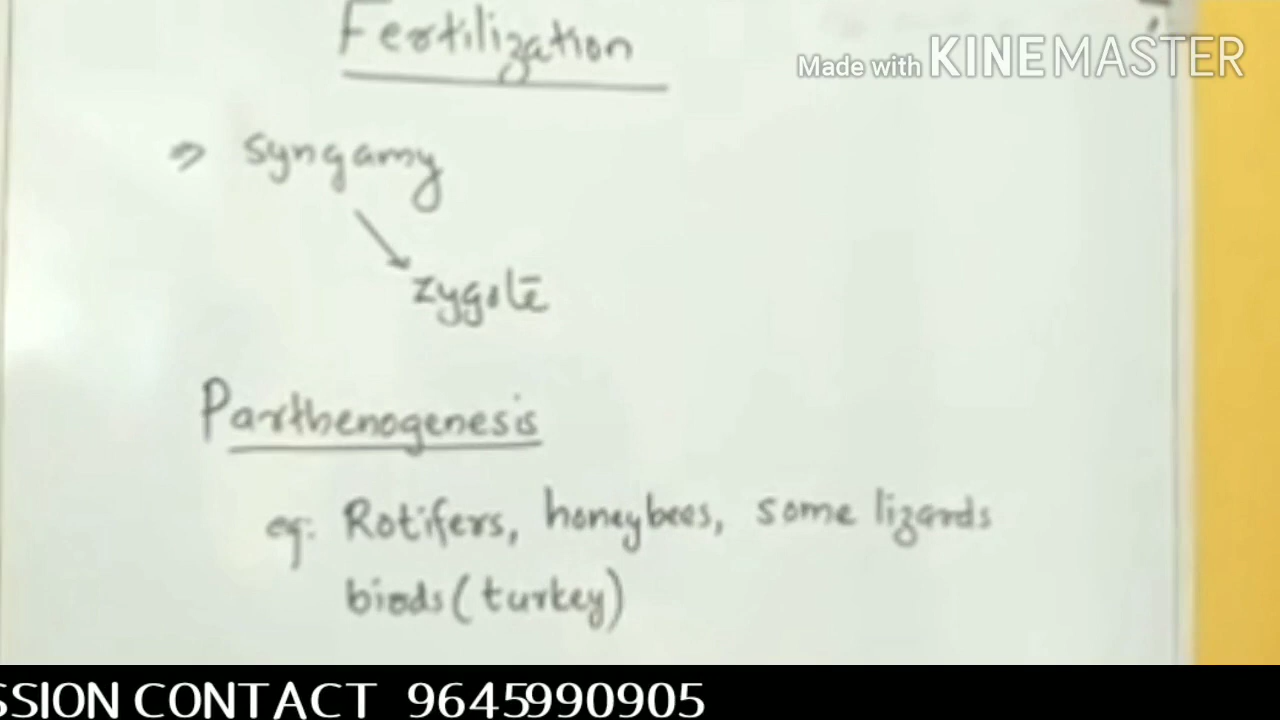 Fertilization
Made with KINEMASTER
⇒ Syngamy
Zygote
Parthenogenesis
eg: Rotifers, honeybees, some lizards
birds (turkey)
SSION CONTACT 9645990905